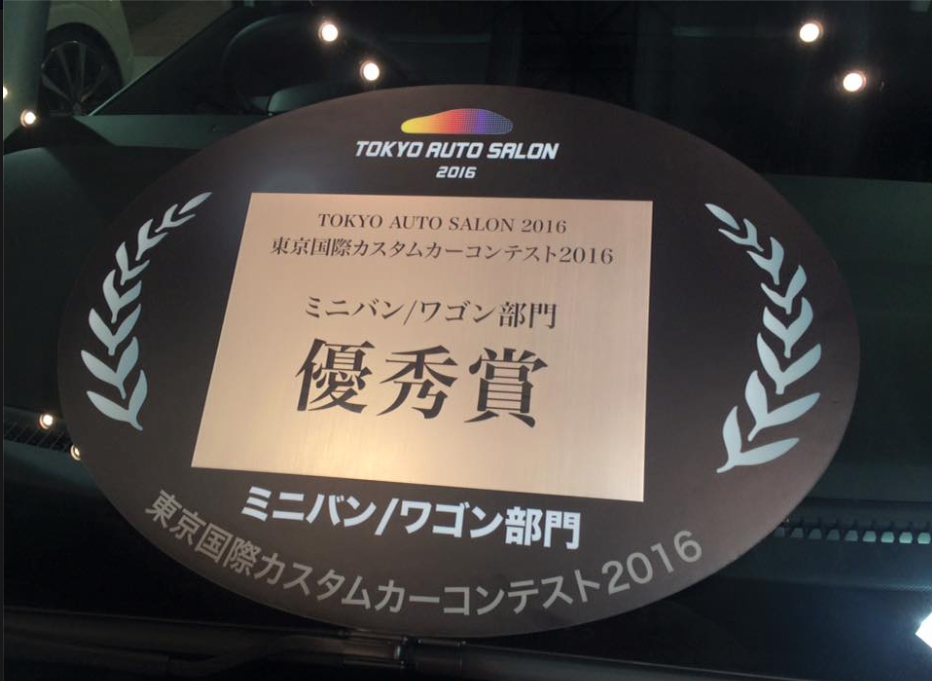 TOKYO AUTO SALON
2016
TOKYO AUTO SALON 2016
東京国際カスタムカーコンテスト2016
ミニバン/ワゴン部門
優秀賞
ミニバン/ワゴン部門
東京国際カスタムカーコンテスト2016